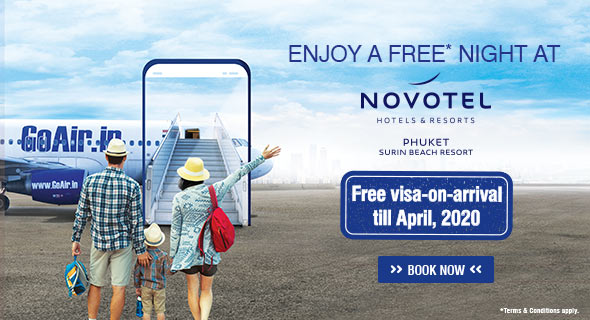 ENJOY A FREE* NIGHT AT
NOVOTEL
HOTELS & RESORTS
PHUKET
SURIN BEACH RESORT
Free visa-on-arrival
till April, 2020
>> BOOK NOW <<
*Terms & Conditions apply.
GoAir.in
www.GoAir.in